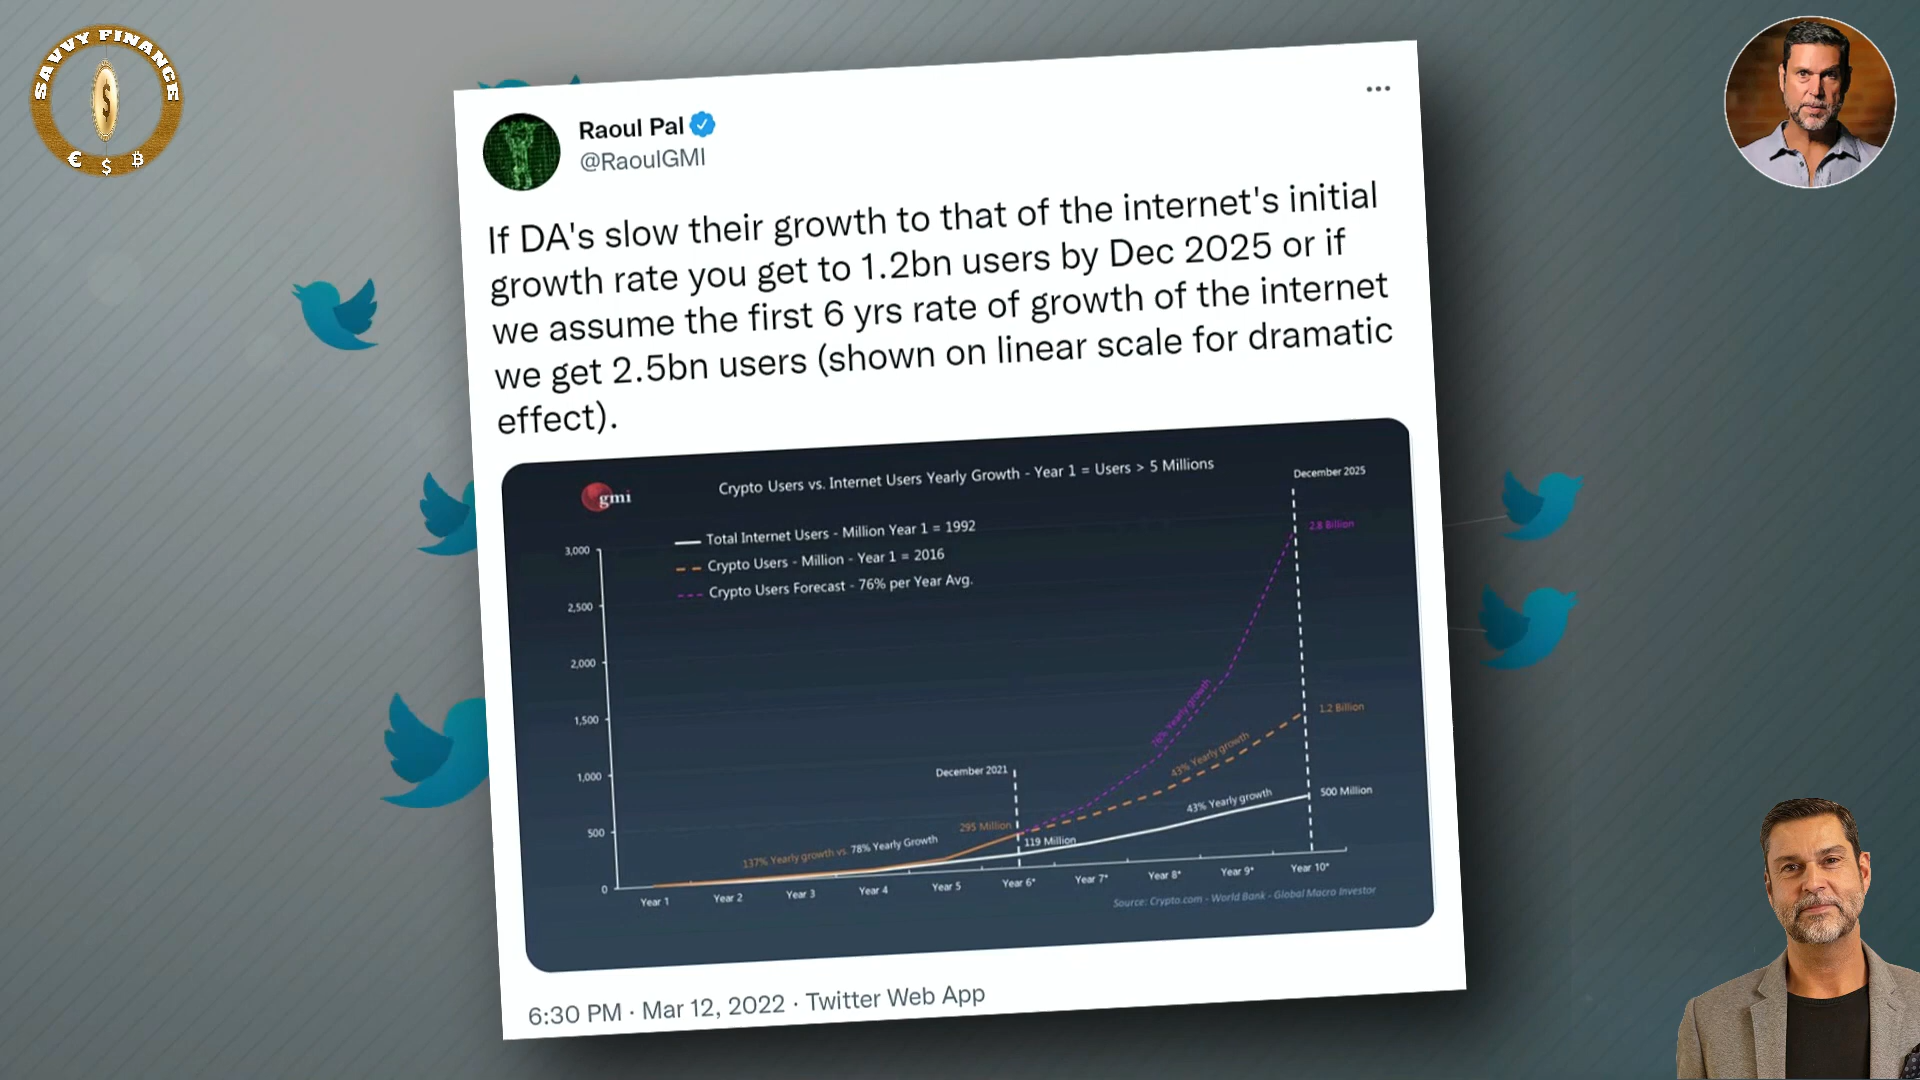 SAVVY FINANCE
$
€ $ ₿
Raoul Pal
@RaoulGMI
If DA's slow their growth to that of the internet's initial
growth rate you get to 1.2bn users by Dec 2025 or if
we assume the first 6 yrs rate of growth of the internet
we get 2.5bn users (shown on linear scale for dramatic
effect).
gmi
Crypto Users vs. Internet Users Yearly Growth - Year 1 = Users > 5 Millions
December 2025
Total Internet Users - Million Year 1 = 1992
Crypto Users - Million - Year 1 = 2016
Crypto Users Forecast - 76% per Year Avg.
2.8 Billion
3,000
2,500
2,000
1,500
1,000
500
0
76% Yearly growth
1.2 Billion
43% Yearly growth
December 2021
500 Million
43% Yearly growth
295 Million
119 Million
137% Yearly growth vs. 78% Yearly Growth
Year 1 Year 2 Year 3 Year 4 Year 5 Year 6* Year 7* Year 8* Year 9* Year 10*
Source: Crypto.com - World Bank - Global Macro Investor
6:30 PM · Mar 12, 2022 · Twitter Web App